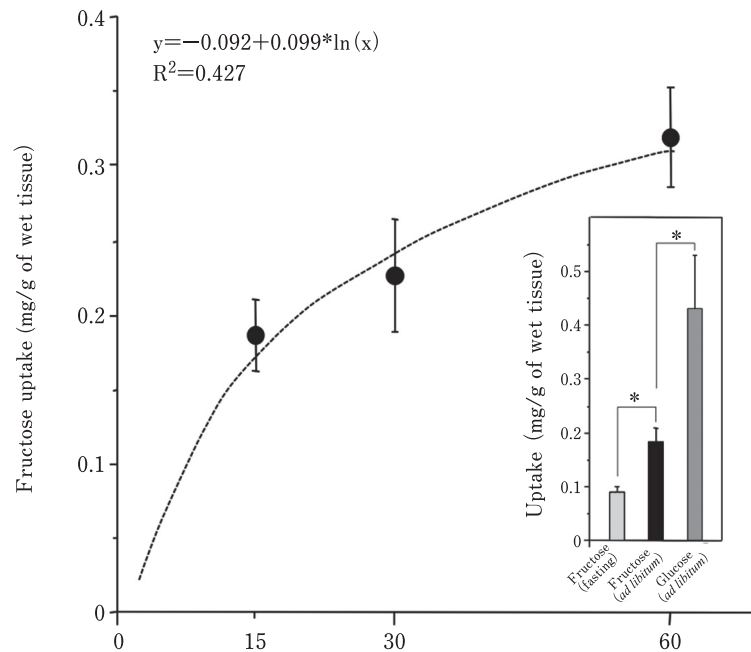 0.4
y=−0.092+0.099*ln(x)
R²=0.427
0.3
0.2
0.1
0
0
15
30
60
Fructose uptake (mg/g of wet tissue)
*
*
0.5
0.4
0.3
0.2
0.1
0
Uptake (mg/g of wet tissue)
Fructose
(fasting)
Fructose
(ad libitum)
Glucose
(ad libitum)